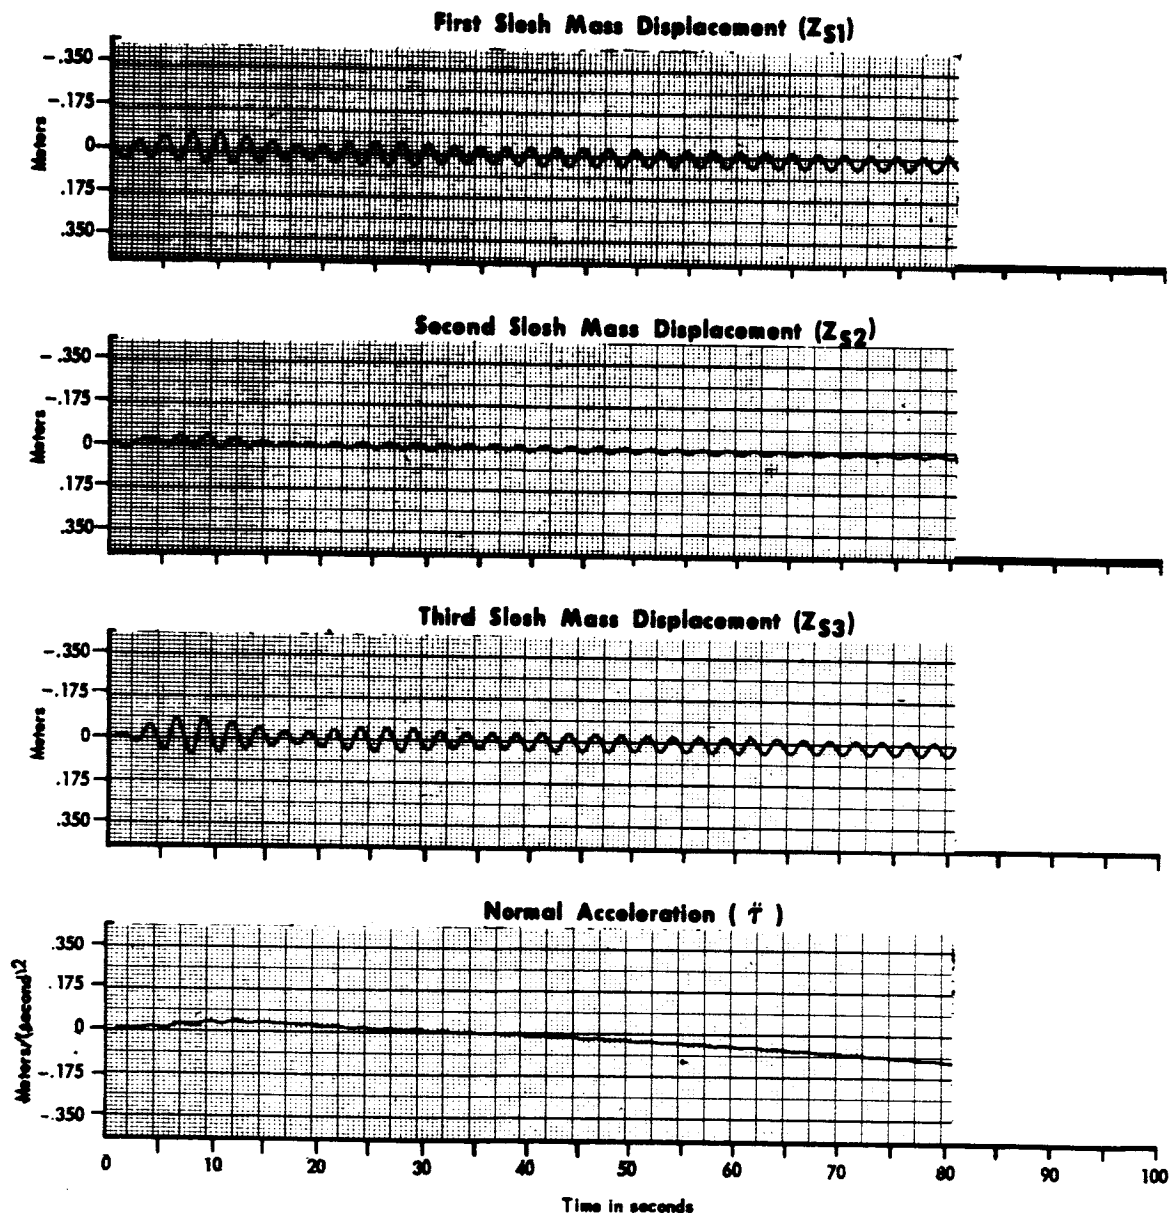 First Slosh Mass Displacement (ZS1)
-.350
-.175
0
.175
.350
Meters
Second Slosh Mass Displacement (ZS2)
-.350
-.175
0
.175
.350
Meters
Third Slosh Mass Displacement (ZS3)
-.350
-.175
0
.175
.350
Meters
Normal Acceleration ( τ̈ )
.350
.175
0
-.175
-.350
Meters/(second)2
0 10 20 30 40 50 60 70 80 90 100
Time in seconds